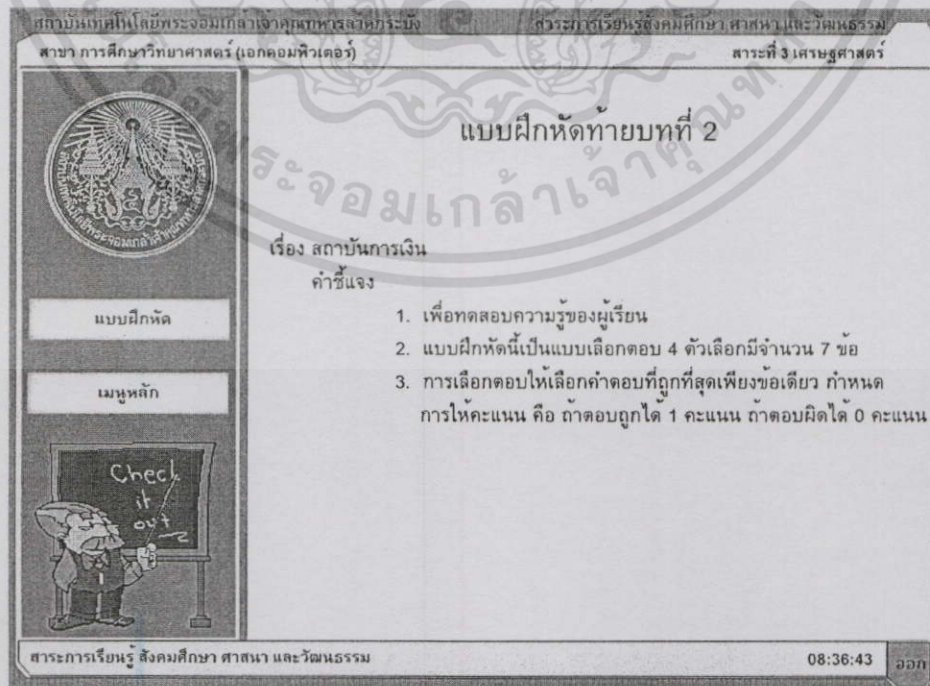 สถาบันเทคโนโลยีพระจอมเกล้าเจ้าคุณทหารลาดกระบัง สาระการเรียนรู้สังคมศึกษา ศาสนา และวัฒนธรรม
สาขา การศึกษาวิทยาศาสตร์ (เอกคอมพิวเตอร์) สาระที่ 3 เศรษฐศาสตร์
แบบฝึกหัดท้ายบทที่ 2
พระจอมเกล้าเจ้าคุณท
เรื่อง สถาบันการเงิน
คำชี้แจง
แบบฝึกหัด
1. เพื่อทดสอบความรู้ของผู้เรียน
2. แบบฝึกหัดนี้เป็นแบบเลือกตอบ 4 ตัวเลือกมีจำนวน 7 ข้อ
เมนูหลัก
3. การเลือกตอบให้เลือกคำตอบที่ถูกที่สุดเพียงข้อเดียว กำหนด
การให้คะแนน คือ ถ้าตอบถูกได้ 1 คะแนน ถ้าตอบผิดได้ 0 คะแนน
Check
it
out
สาระการเรียนรู้ สังคมศึกษา ศาสนา และวัฒนธรรม 08:36:43 ออก